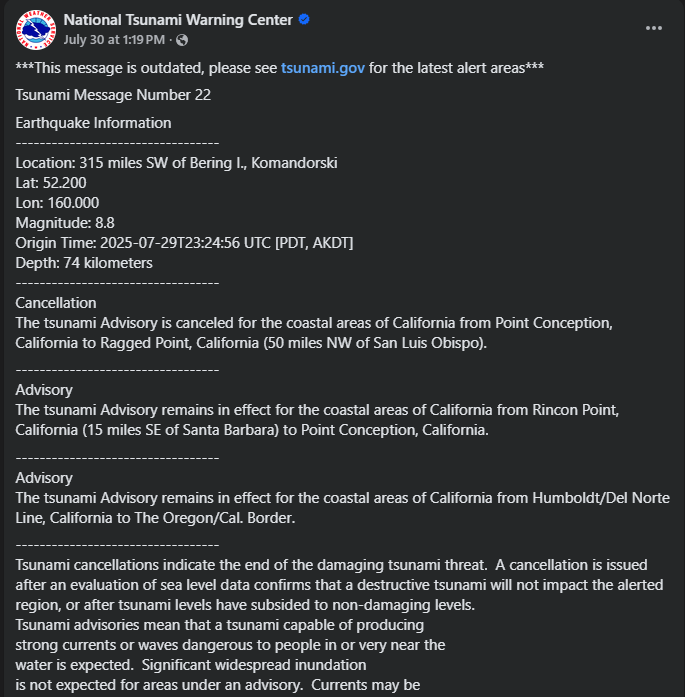 National Tsunami Warning Center
July 30 at 1:19 PM ·
***This message is outdated, please see tsunami.gov for the latest alert areas***
Tsunami Message Number 22
Earthquake Information
----------------------------------
Location: 315 miles SW of Bering I., Komandorski
Lat: 52.200
Lon: 160.000
Magnitude: 8.8
Origin Time: 2025-07-29T23:24:56 UTC [PDT, AKDT]
Depth: 74 kilometers
----------------------------------
Cancellation
The tsunami Advisory is canceled for the coastal areas of California from Point Conception,
California to Ragged Point, California (50 miles NW of San Luis Obispo).
----------------------------------
Advisory
The tsunami Advisory remains in effect for the coastal areas of California from Rincon Point,
California (15 miles SE of Santa Barbara) to Point Conception, California.
----------------------------------
Advisory
The tsunami Advisory remains in effect for the coastal areas of California from Humboldt/Del Norte
Line, California to The Oregon/Cal. Border.
----------------------------------
Tsunami cancellations indicate the end of the damaging tsunami threat.  A cancellation is issued
after an evaluation of sea level data confirms that a destructive tsunami will not impact the alerted
region, or after tsunami levels have subsided to non-damaging levels.
Tsunami advisories mean that a tsunami capable of producing
strong currents or waves dangerous to people in or very near the
water is expected.  Significant widespread inundation
is not expected for areas under an advisory.  Currents may be